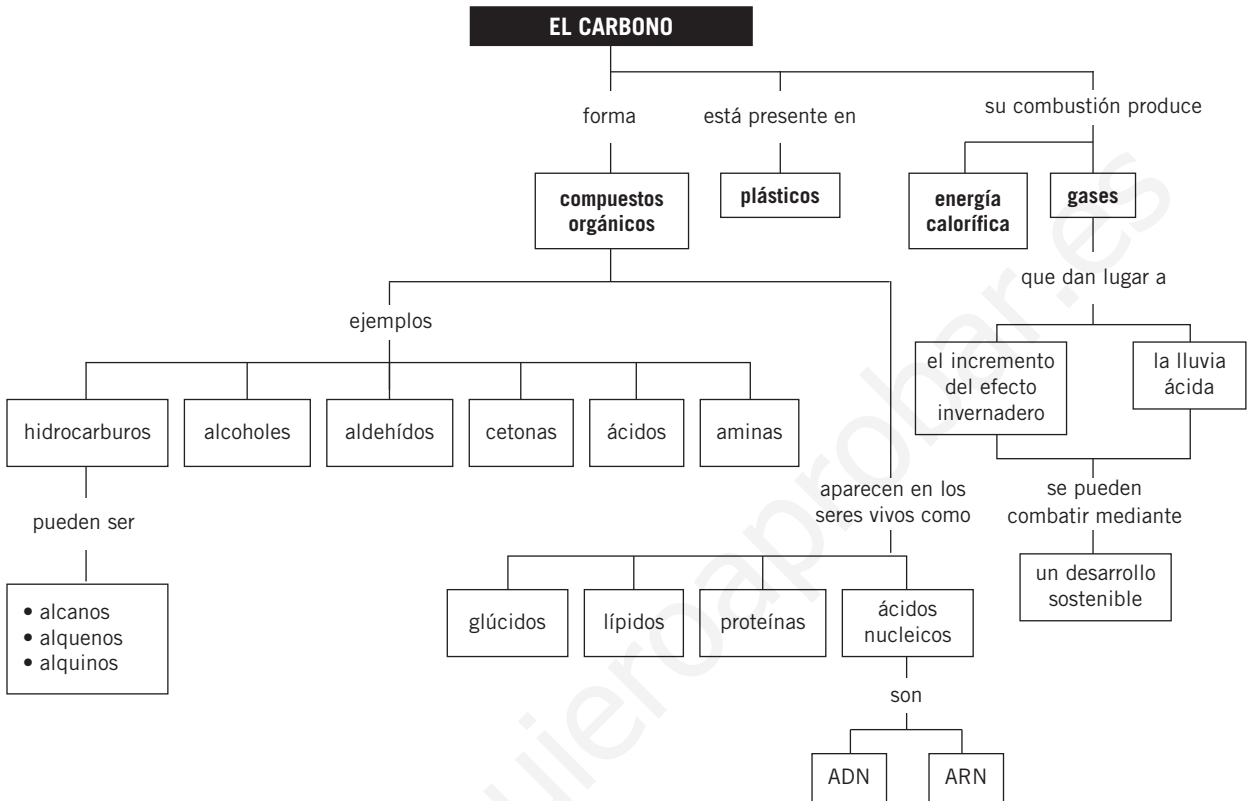 EL CARBONO
forma
está presente en
su combustión produce
compuestos
orgánicos
plásticos
energía
calorífica
gases
que dan lugar a
ejemplos
el incremento
del efecto
invernadero
la lluvia
ácida
hidrocarburos
alcoholes
aldehídos
cetonas
ácidos
aminas
pueden ser
aparecen en los
seres vivos como
se pueden
combatir mediante
un desarrollo
sostenible
• alcanos
• alquenos
• alquinos
glúcidos
lípidos
proteínas
ácidos
nucleicos
son
ADN
ARN
uieroaprobar.es